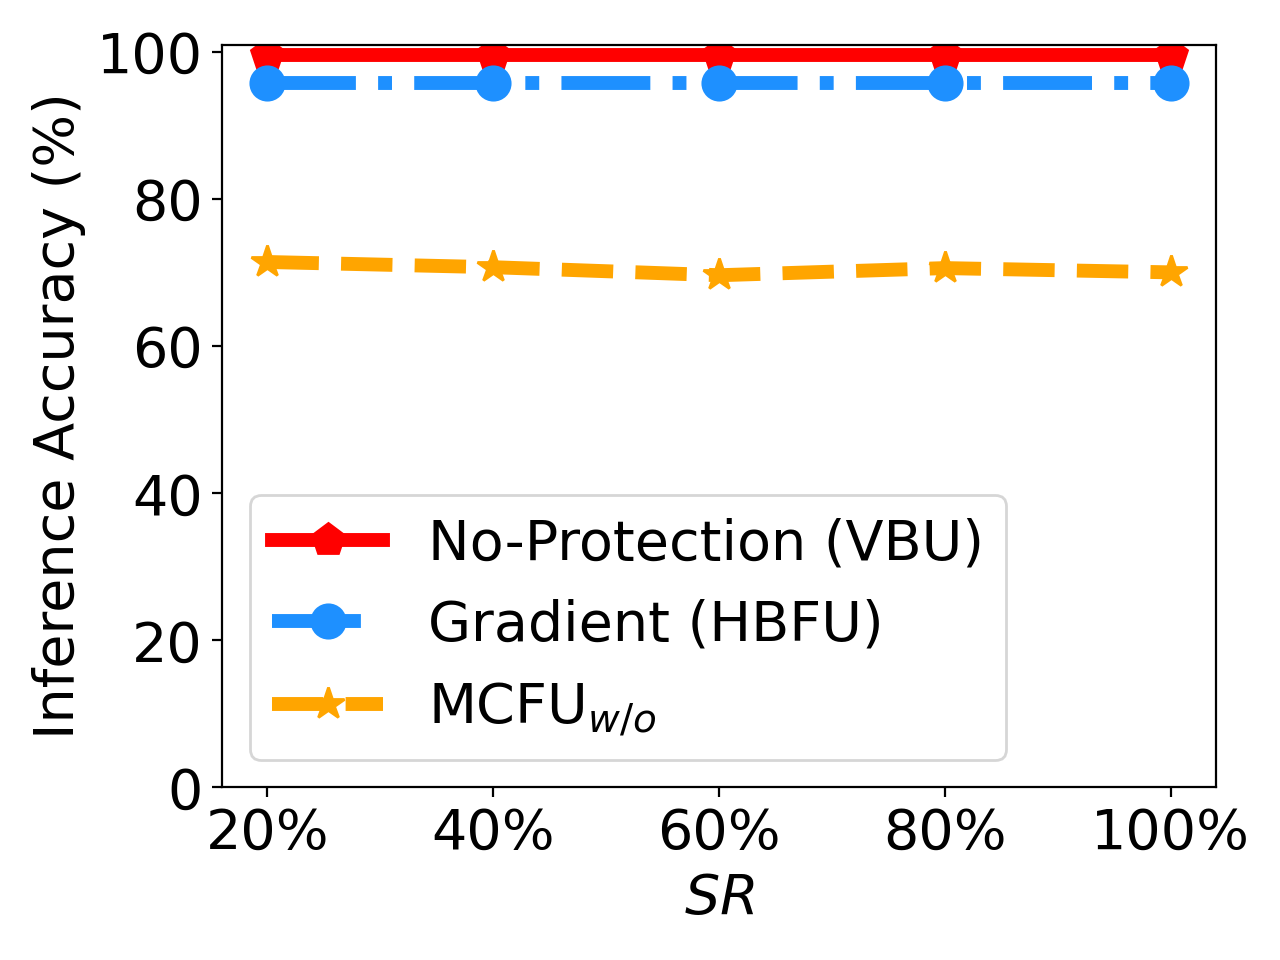 Inference Accuracy (%)
100
80
60
40
20
0
No-Protection (VBU)
Gradient (HBFU)
MCFU_{w/o}
20% 40% 60% 80% 100%
SR